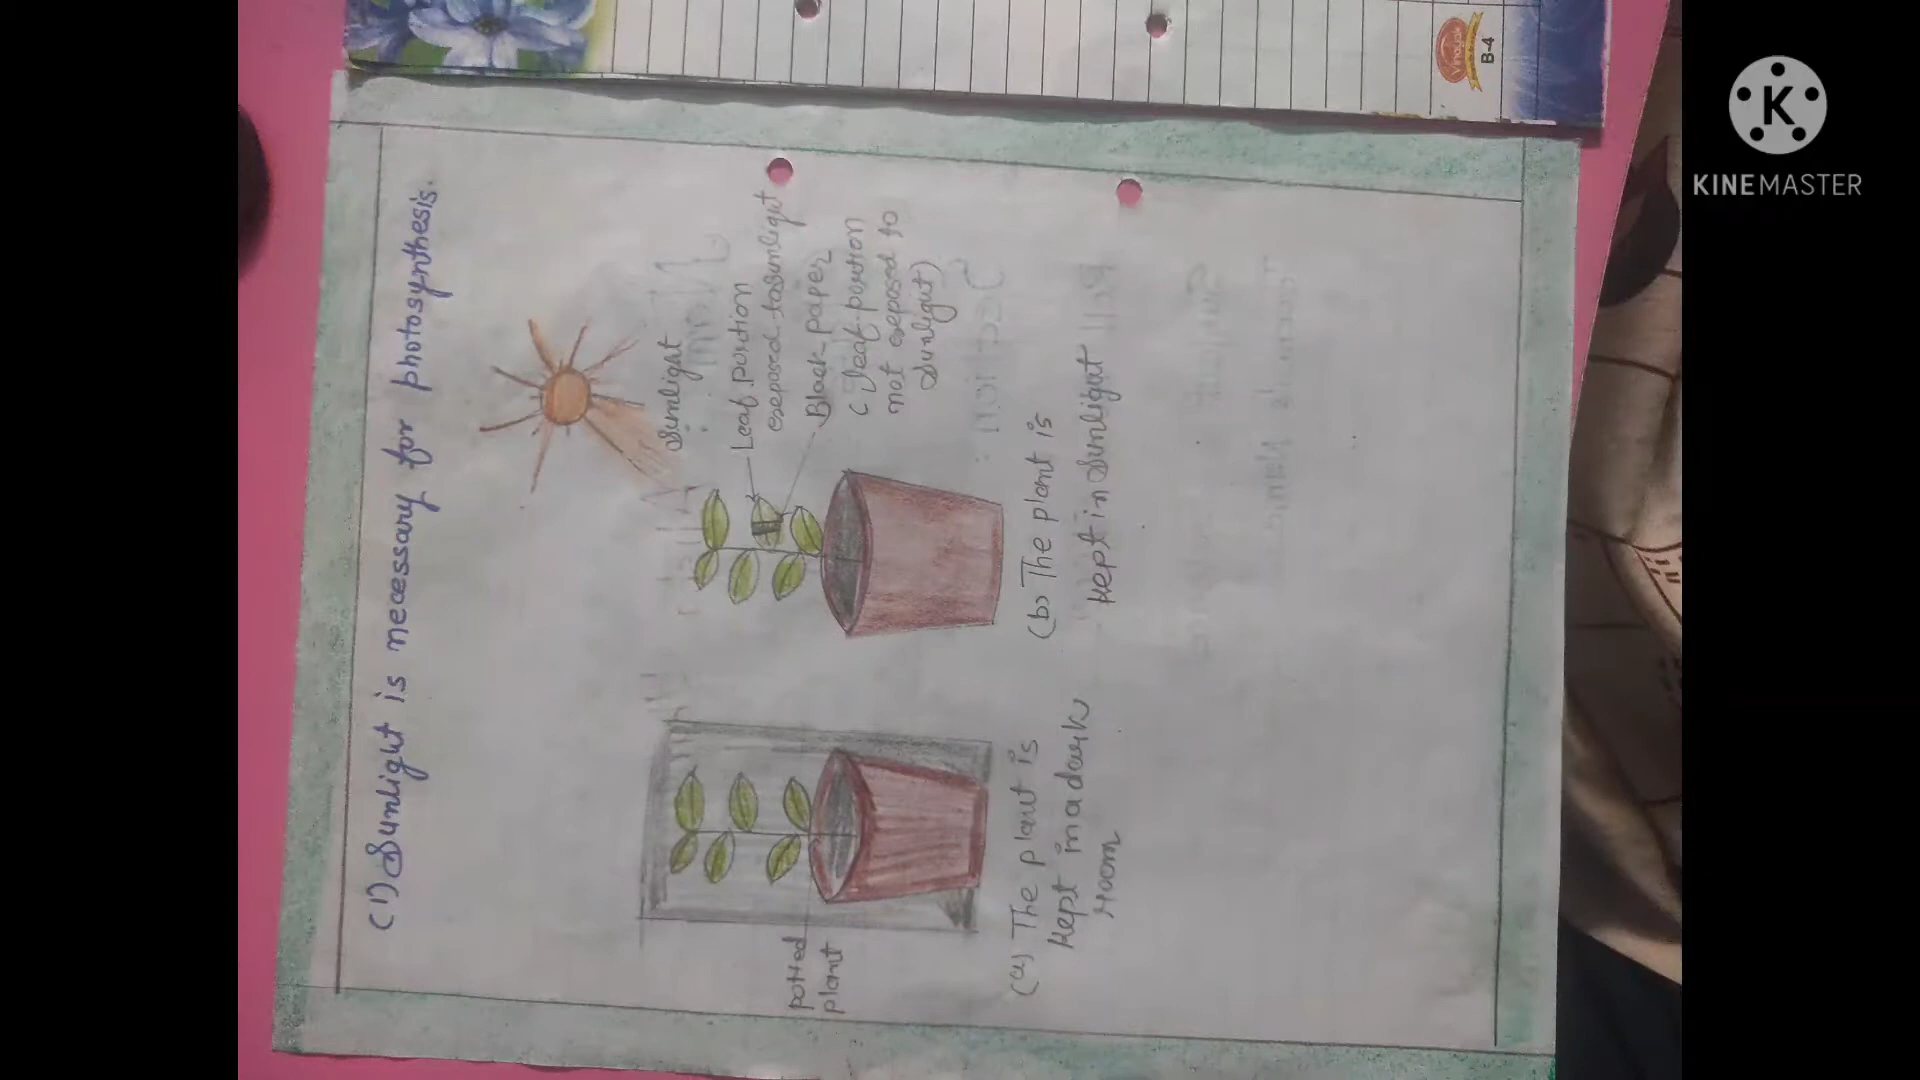 (1) Sunlight is necessary for photosynthesis.
Sunlight
Leaf portion
exposed to sunlight
Black paper
(leaf portion
not exposed to
sunlight)
potted
plant
(a) The plant is
kept in a dark
room
(b) The plant is
kept in sunlight
B-4
KINEMASTER